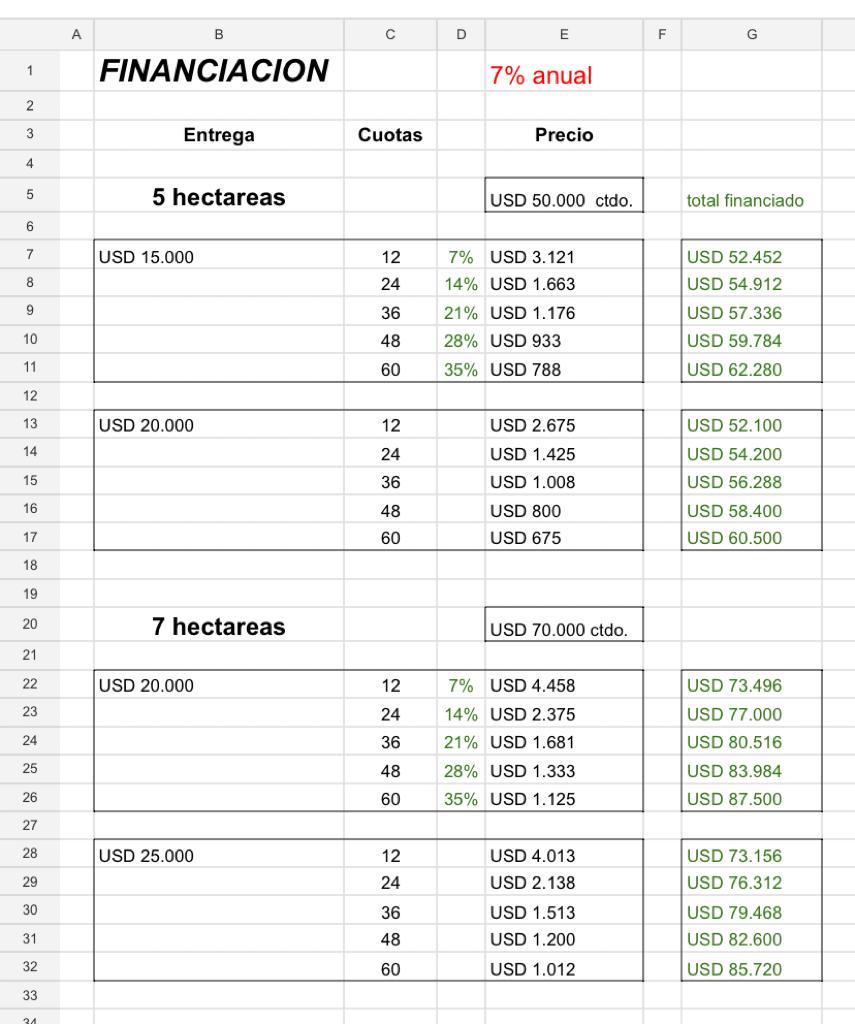 A B C D E F G
1 FINANCIACION 7% anual
2
3 Entrega Cuotas Precio
4
5 5 hectareas USD 50.000 ctdo. total financiado
6
7 USD 15.000 12 7% USD 3.121 USD 52.452
8 24 14% USD 1.663 USD 54.912
9 36 21% USD 1.176 USD 57.336
10 48 28% USD 933 USD 59.784
11 60 35% USD 788 USD 62.280
12
13 USD 20.000 12 USD 2.675 USD 52.100
14 24 USD 1.425 USD 54.200
15 36 USD 1.008 USD 56.288
16 48 USD 800 USD 58.400
17 60 USD 675 USD 60.500
18
19
20 7 hectareas USD 70.000 ctdo.
21
22 USD 20.000 12 7% USD 4.458 USD 73.496
23 24 14% USD 2.375 USD 77.000
24 36 21% USD 1.681 USD 80.516
25 48 28% USD 1.333 USD 83.984
26 60 35% USD 1.125 USD 87.500
27
28 USD 25.000 12 USD 4.013 USD 73.156
29 24 USD 2.138 USD 76.312
30 36 USD 1.513 USD 79.468
31 48 USD 1.200 USD 82.600
32 60 USD 1.012 USD 85.720
33
34